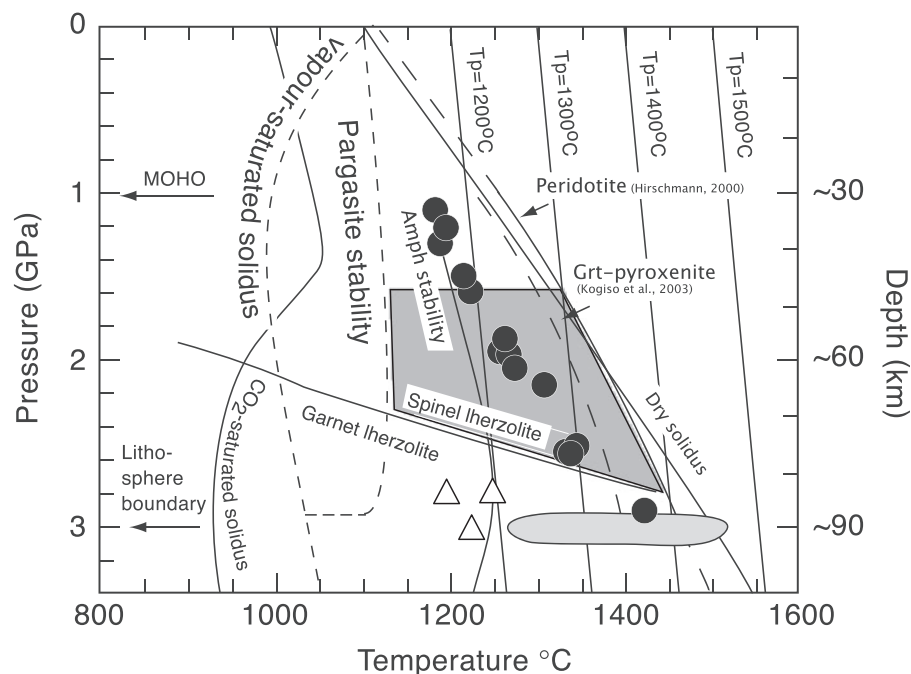 0
1
2
3
Pressure (GPa)
800
1000
1200
1400
1600
Temperature °C
~30
~60
~90
Depth (km)
Tp=1200°C
Tp=1300°C
Tp=1400°C
Tp=1500°C
vapour-saturated solidus
Pargasite stability
MOHO
Amph stability
Peridotite (Hirschmann, 2000)
Grt-pyroxenite
(Kogiso et al., 2003)
Dry solidus
Spinel lherzolite
Garnet lherzolite
CO2-saturated solidus
Litho-
sphere
boundary